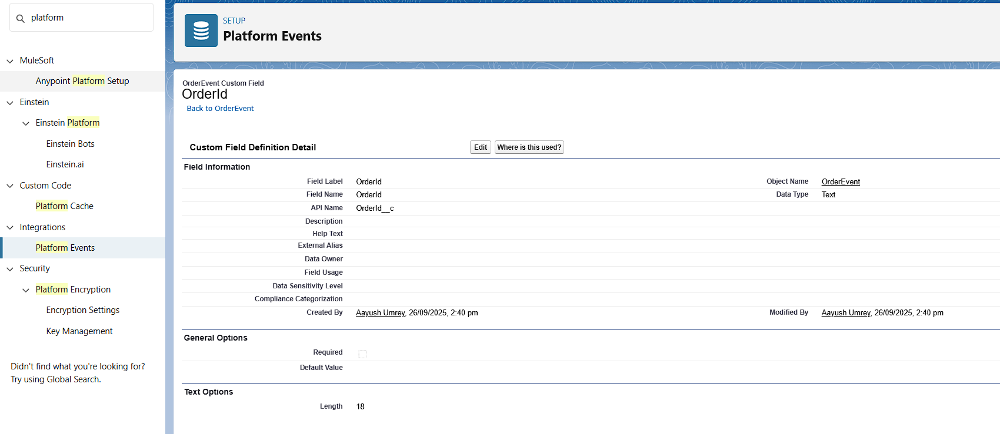 platform
MuleSoft
Anypoint Platform Setup
Einstein
Einstein Platform
Einstein Bots
Einstein.ai
Custom Code
Platform Cache
Integrations
Platform Events
Security
Platform Encryption
Encryption Settings
Key Management
Didn't find what you're looking for?
Try using Global Search.
SETUP
Platform Events
OrderEvent Custom Field
OrderId
Back to OrderEvent
Custom Field Definition Detail Edit Where is this used?
Field Information
Field Label OrderId Object Name OrderEvent
Field Name OrderId Data Type Text
API Name OrderId__c
Description
Help Text
External Alias
Data Owner
Field Usage
Data Sensitivity Level
Compliance Categorization
Created By Aayush Umrey, 26/09/2025, 2:40 pm Modified By Aayush Umrey, 26/09/2025, 2:40 pm
General Options
Required
Default Value
Text Options
Length 18